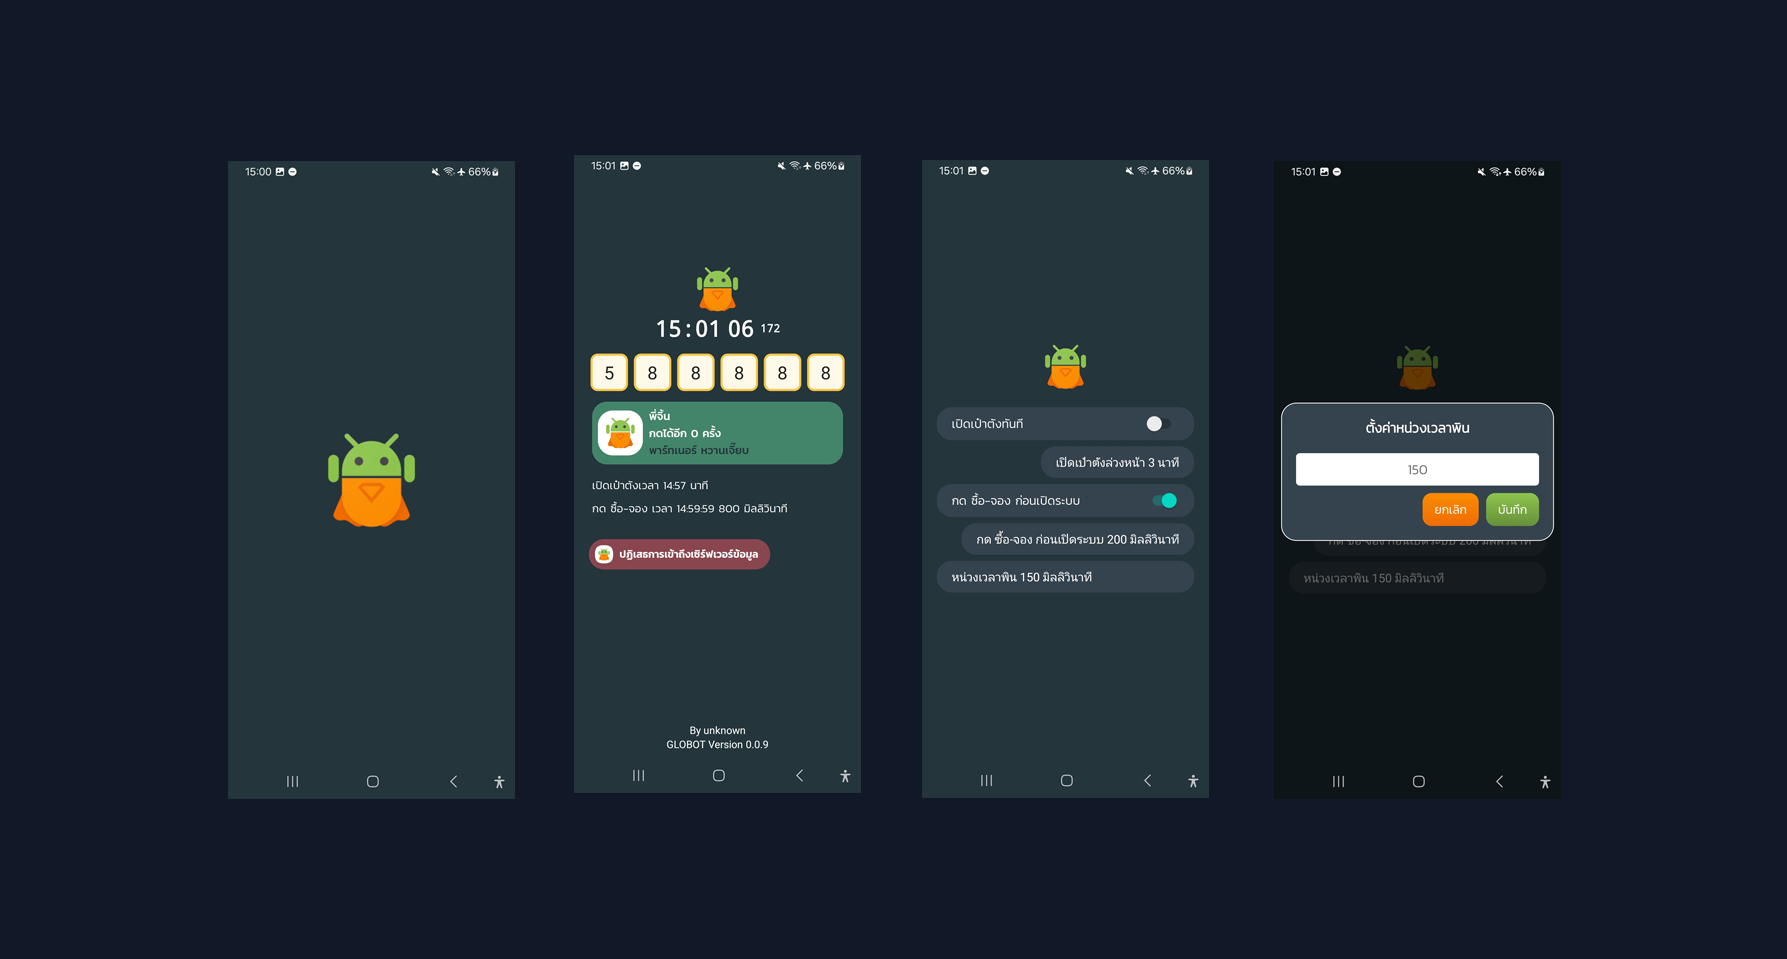 15:00
66%
15:01
66%
15:01 06 172
5 8 8 8 8 8
พี่จิ้น
กดได้อีก 0 ครั้ง
พาร์ทเนอร์ หวานเจี๊ยบ
เปิดเป๋าตังเวลา 14:57 นาที
กด ซื้อ-จอง เวลา 14:59:59 800 มิลลิวินาที
ปฏิเสธการเข้าถึงเซิร์ฟเวอร์ข้อมูล
By unknown
GLOBOT Version 0.0.9
15:01
66%
เปิดเป๋าตังทันที
เปิดเป๋าตังล่วงหน้า 3 นาที
กด ซื้อ-จอง ก่อนเปิดระบบ
กด ซื้อ-จอง ก่อนเปิดระบบ 200 มิลลิวินาที
หน่วงเวลาพิน 150 มิลลิวินาที
15:01
66%
ตั้งค่าหน่วงเวลาพิน
150
ยกเลิก
บันทึก
กด ซื้อ-จอง ก่อนเปิดระบบ 200 มิลลิวินาที
หน่วงเวลาพิน 150 มิลลิวินาที